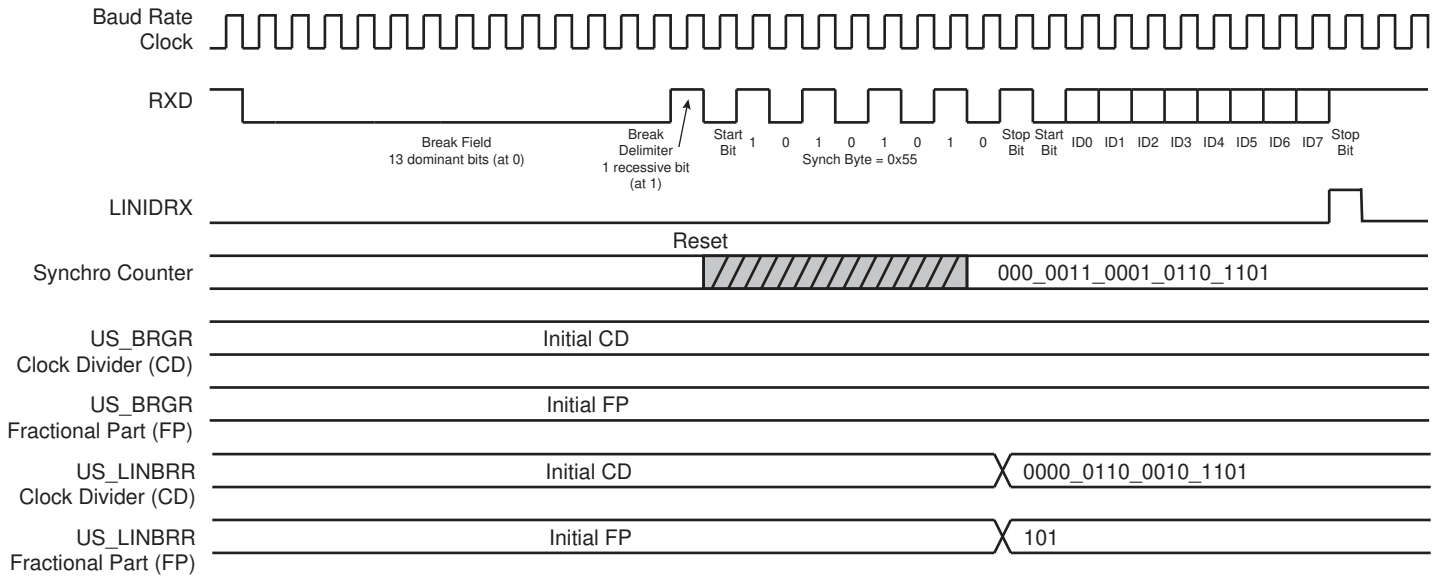 Baud Rate
Clock
RXD
Break Field
13 dominant bits (at 0)
Break
Delimiter
1 recessive bit
(at 1)
Start
Bit
1 0 1 0 1 0 1 0
Synch Byte = 0x55
Stop
Bit
Start
Bit
ID0 ID1 ID2 ID3 ID4 ID5 ID6 ID7
Stop
Bit
LINIDRX
Reset
Synchro Counter
000_0011_0001_0110_1101
US_BRGR
Clock Divider (CD)
Initial CD
US_BRGR
Fractional Part (FP)
Initial FP
US_LINBRR
Clock Divider (CD)
Initial CD
0000_0110_0010_1101
US_LINBRR
Fractional Part (FP)
Initial FP
101